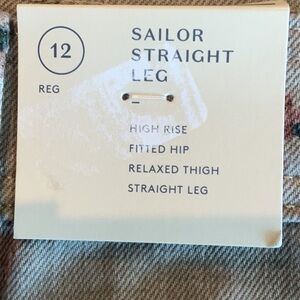 12
REG
SAILOR
STRAIGHT
LEG
HIGH RISE
FITTED HIP
RELAXED THIGH
STRAIGHT LEG